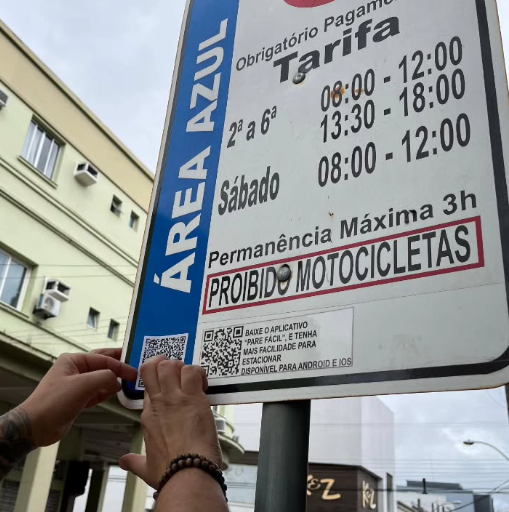 ÁREA AZUL
Obrigatório Pagame
Tarifa
2ª a 6ª
08:00 - 12:00
13:30 - 18:00
Sábado
08:00 - 12:00
Permanência Máxima 3h
PROIBIDO MOTOCICLETAS
BAIXE O APLICATIVO
"PARE FÁCIL", E TENHA
MAIS FACILIDADE PARA
ESTACIONAR
DISPONÍVEL PARA ANDROID E IOS